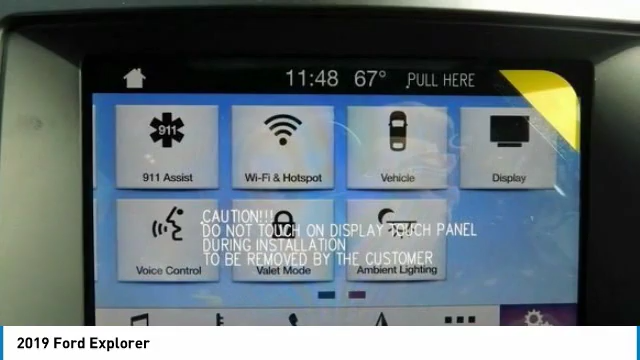 11:48 67° PULL HERE
911
911 Assist
Wi-Fi & Hotspot
Vehicle
Display
CAUTION!!!
DO NOT TOUCH ON DISPLAY TOUCH PANEL
DURING INSTALLATION
TO BE REMOVED BY THE CUSTOMER
Voice Control
Valet Mode
Ambient Lighting
2019 Ford Explorer